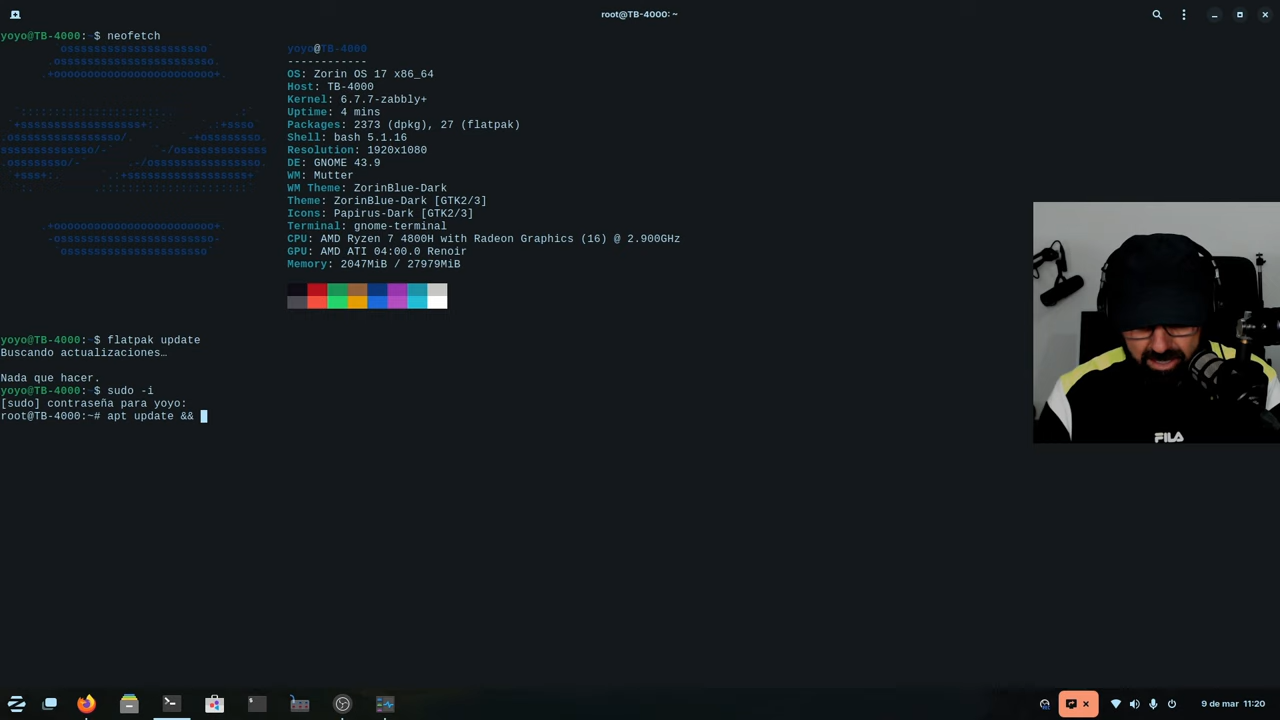 root@TB-4000: ~
yoyo@TB-4000:~$ neofetch
yoyo@TB-4000
------------
OS: Zorin OS 17 x86_64
Host: TB-4000
Kernel: 6.7.7-zabbly+
Uptime: 4 mins
Packages: 2373 (dpkg), 27 (flatpak)
Shell: bash 5.1.16
Resolution: 1920x1080
DE: GNOME 43.9
WM: Mutter
WM Theme: ZorinBlue-Dark
Theme: ZorinBlue-Dark [GTK2/3]
Icons: Papirus-Dark [GTK2/3]
Terminal: gnome-terminal
CPU: AMD Ryzen 7 4800H with Radeon Graphics (16) @ 2.900GHz
GPU: AMD ATI 04:00.0 Renoir
Memory: 2047MiB / 27979MiB
yoyo@TB-4000:~$ flatpak update
Buscando actualizaciones…
Nada que hacer.
yoyo@TB-4000:~$ sudo -i
[sudo] contraseña para yoyo:
root@TB-4000:~# apt update &&
FILA
9 de mar 11:20